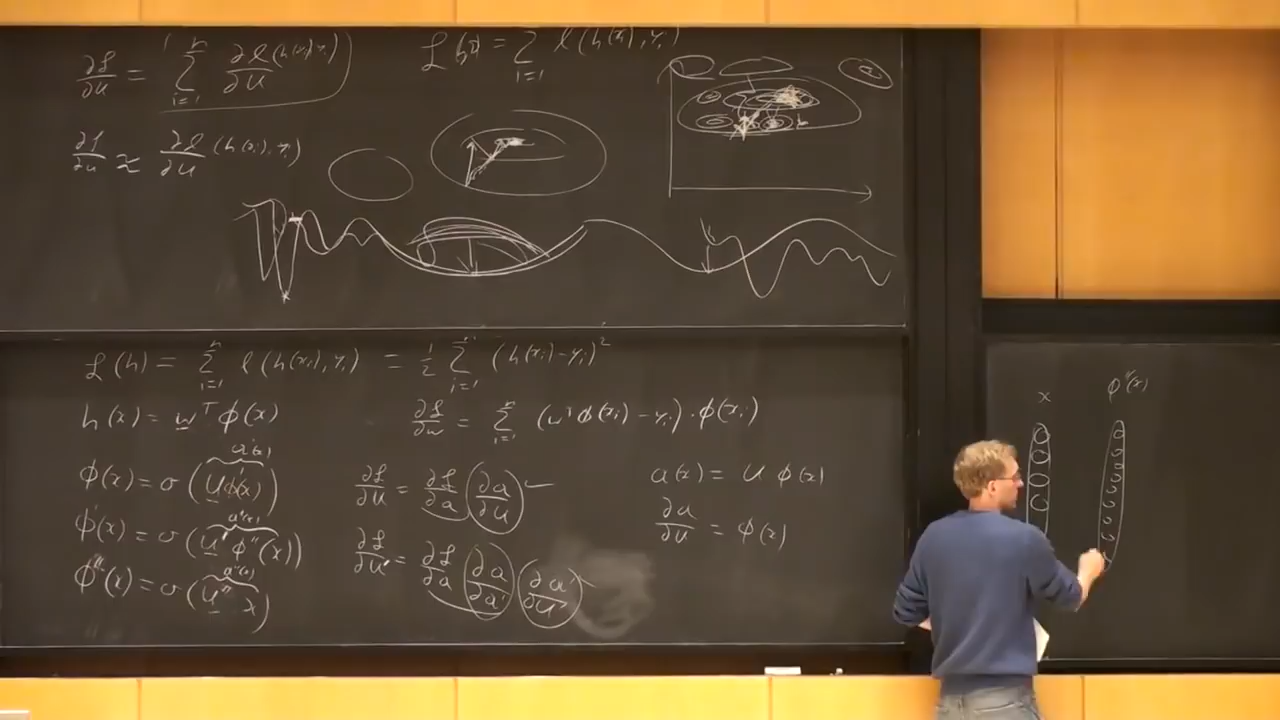 ∂ℒ/∂u = Σ_{i=1}^{n} ∂ℓ(h(x_i), y_i)/∂u
ℒ(h) = Σ_{i=1} ℓ(h(x_i), y_i)
∂ℒ/∂u ≈ ∂ℓ/∂u (h(x_i), y_i)
ℒ(h) = Σ_{i=1}^{n} ℓ(h(x_i), y_i) = 1/2 Σ_{i=1}^{n} (h(x_i) - y_i)²
h(x) = w^T φ(x)
∂ℒ/∂w = Σ_{i=1}^{n} (w^T φ(x_i) - y_i) · φ(x_i)
a(x)
φ(x) = σ(U φ'(x))
∂ℒ/∂U = ∂ℒ/∂a ∂a/∂U
a(x) = U φ(x)
a'(x)
φ'(x) = σ(U' φ''(x))
∂a/∂U = φ(x)
∂ℒ/∂U' = ∂ℒ/∂a ∂a/∂a' ∂a'/∂U'
a''(x)
φ''(x) = σ(U'' x)
x
φ''(x)